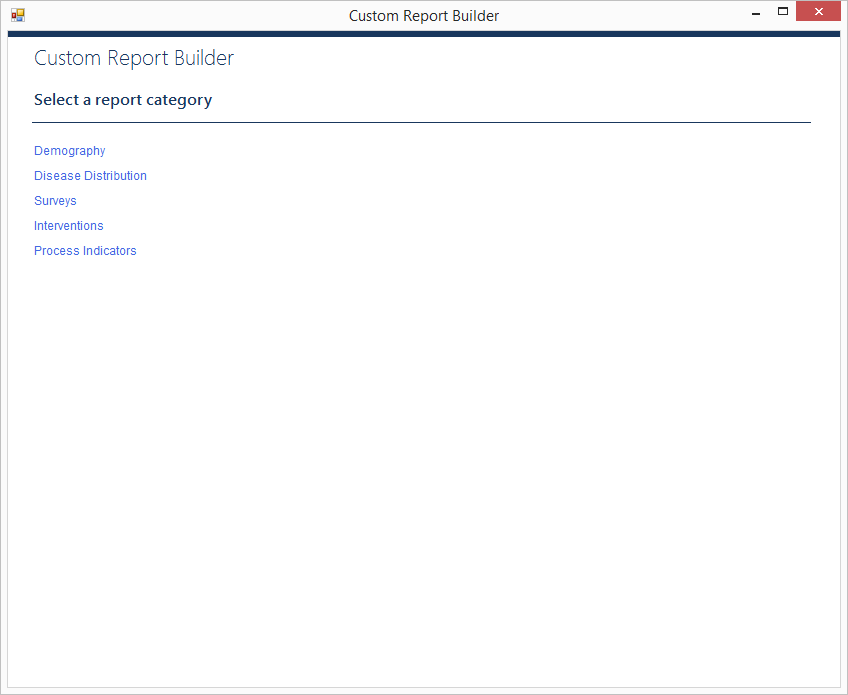 Custom Report Builder
Custom Report Builder
Select a report category
Demography
Disease Distribution
Surveys
Interventions
Process Indicators